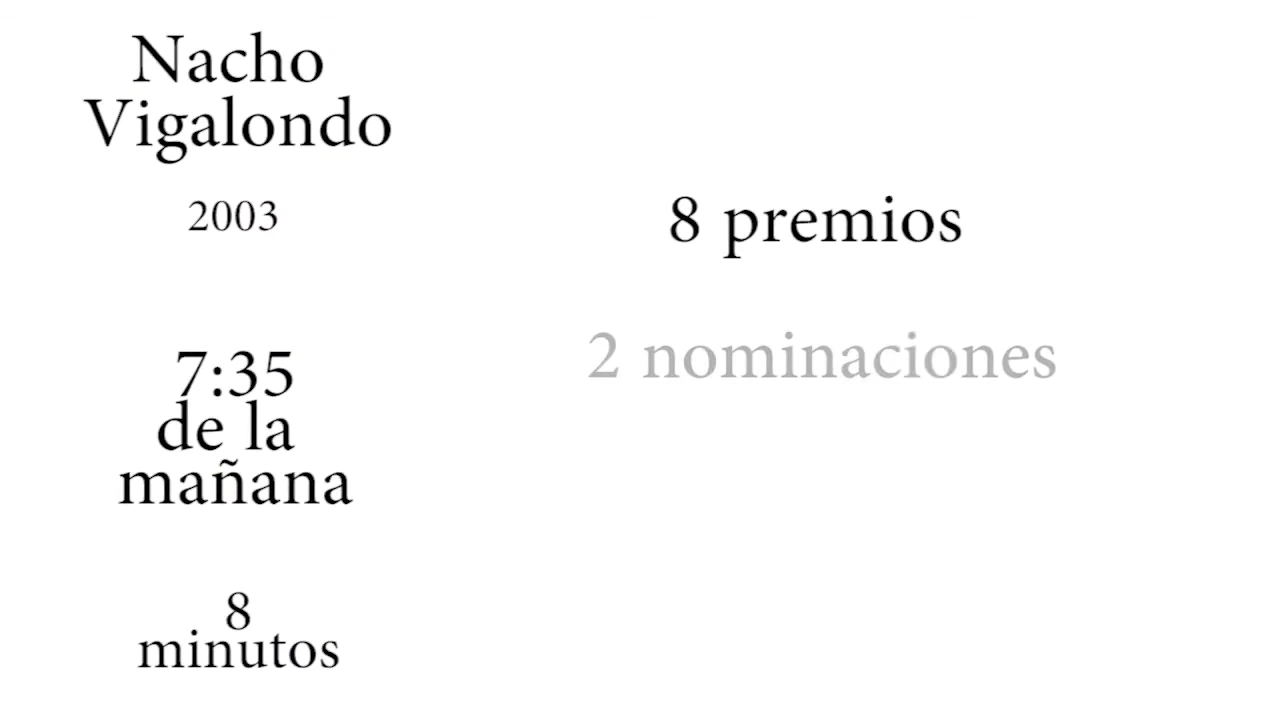 Nacho
Vigalondo
2003
7:35
de la
mañana
8
minutos
8 premios
2 nominaciones